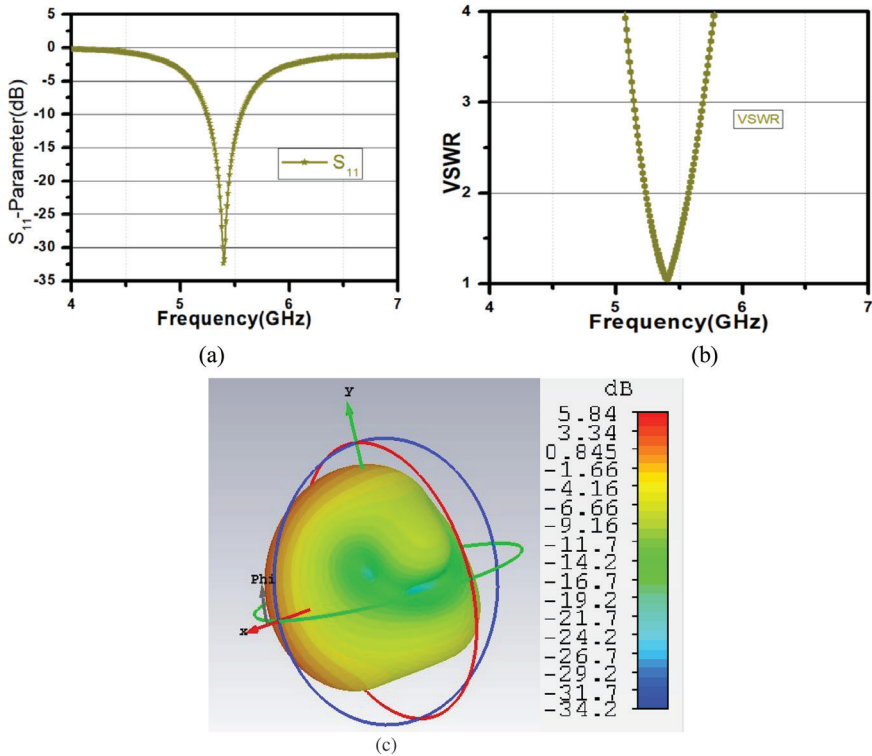 0
-5
-10
-15
-20
-25
-30
-35
S11-Parameter(dB)
S11
4 5 6 7
Frequency(GHz)
(a)
4
3
2
1
VSWR
VSWR
4 5 6 7
Frequency(GHz)
(b)
Y
Phi
x
dB
5.84
3.34
0.845
-1.66
-4.16
-6.66
-9.16
-11.7
-14.2
-16.7
-19.2
-21.7
-24.2
-26.7
-29.2
-31.7
-34.2
(c)